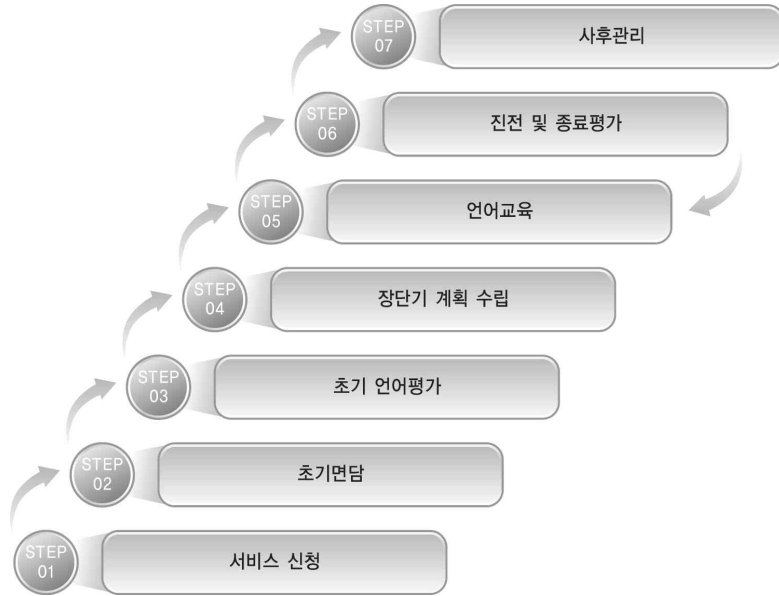 STEP
07
사후관리
STEP
06
진전 및 종료평가
STEP
05
언어교육
STEP
04
장단기 계획 수립
STEP
03
초기 언어평가
STEP
02
초기면담
STEP
01
서비스 신청